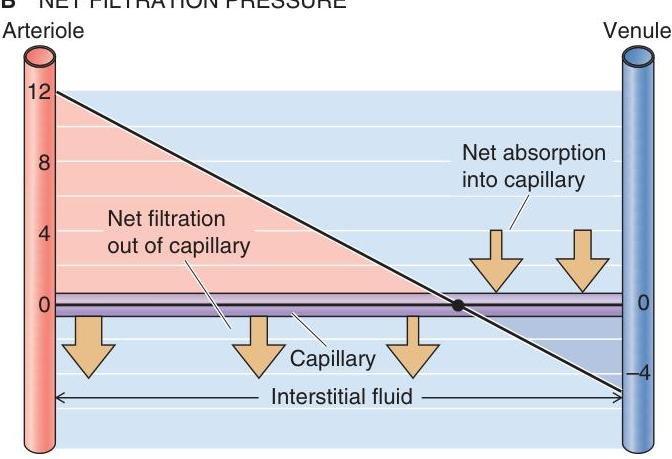 B NET FILTRATION PRESSURE
Arteriole
Venule
12
8
4
0
Net absorption
into capillary
Net filtration
out of capillary
0
Capillary
–4
Interstitial fluid